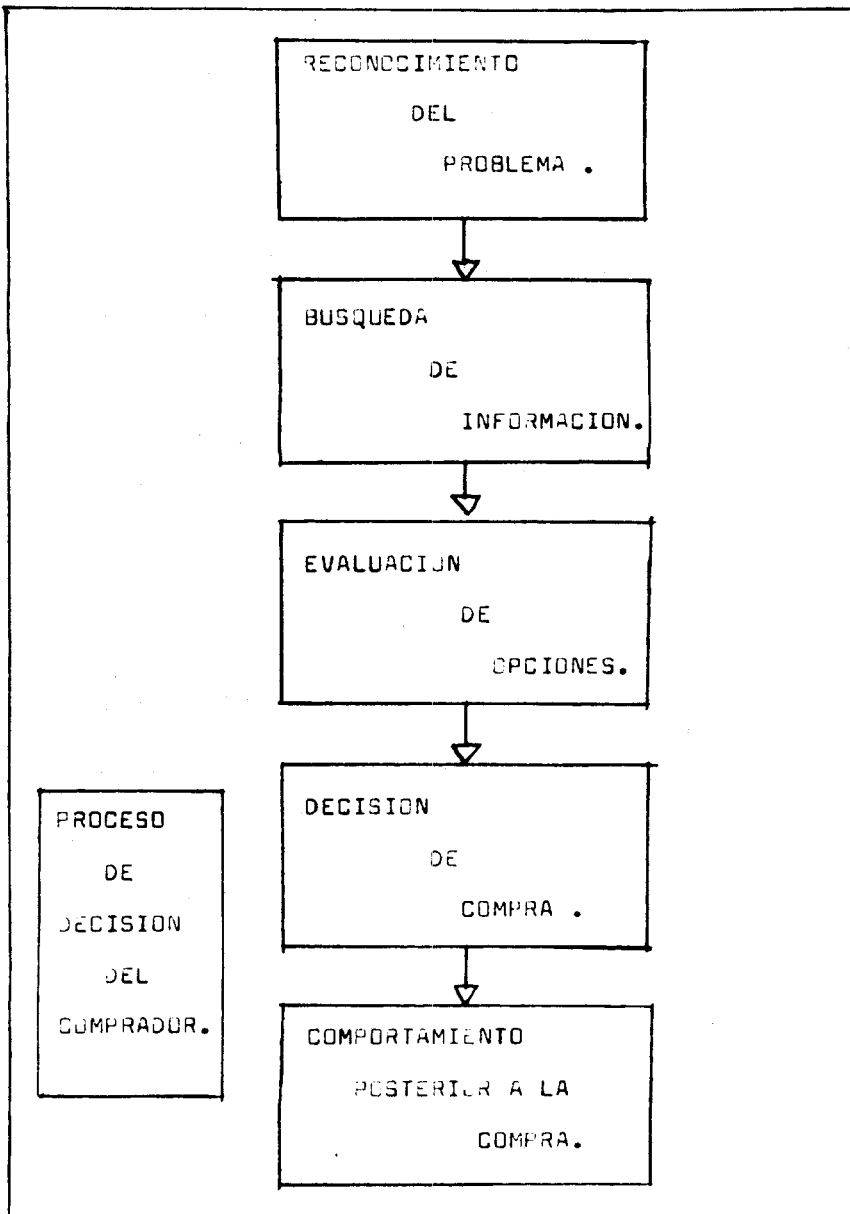 RECONOCIMIENTO
DEL
PROBLEMA .
BUSQUEDA
DE
INFORMACION.
EVALUACION
DE
OPCIONES.
DECISION
DE
COMPRA .
PROCESO
DE
DECISION
DEL
COMPRADOR.
COMPORTAMIENTO
POSTERIOR A LA
COMPRA.